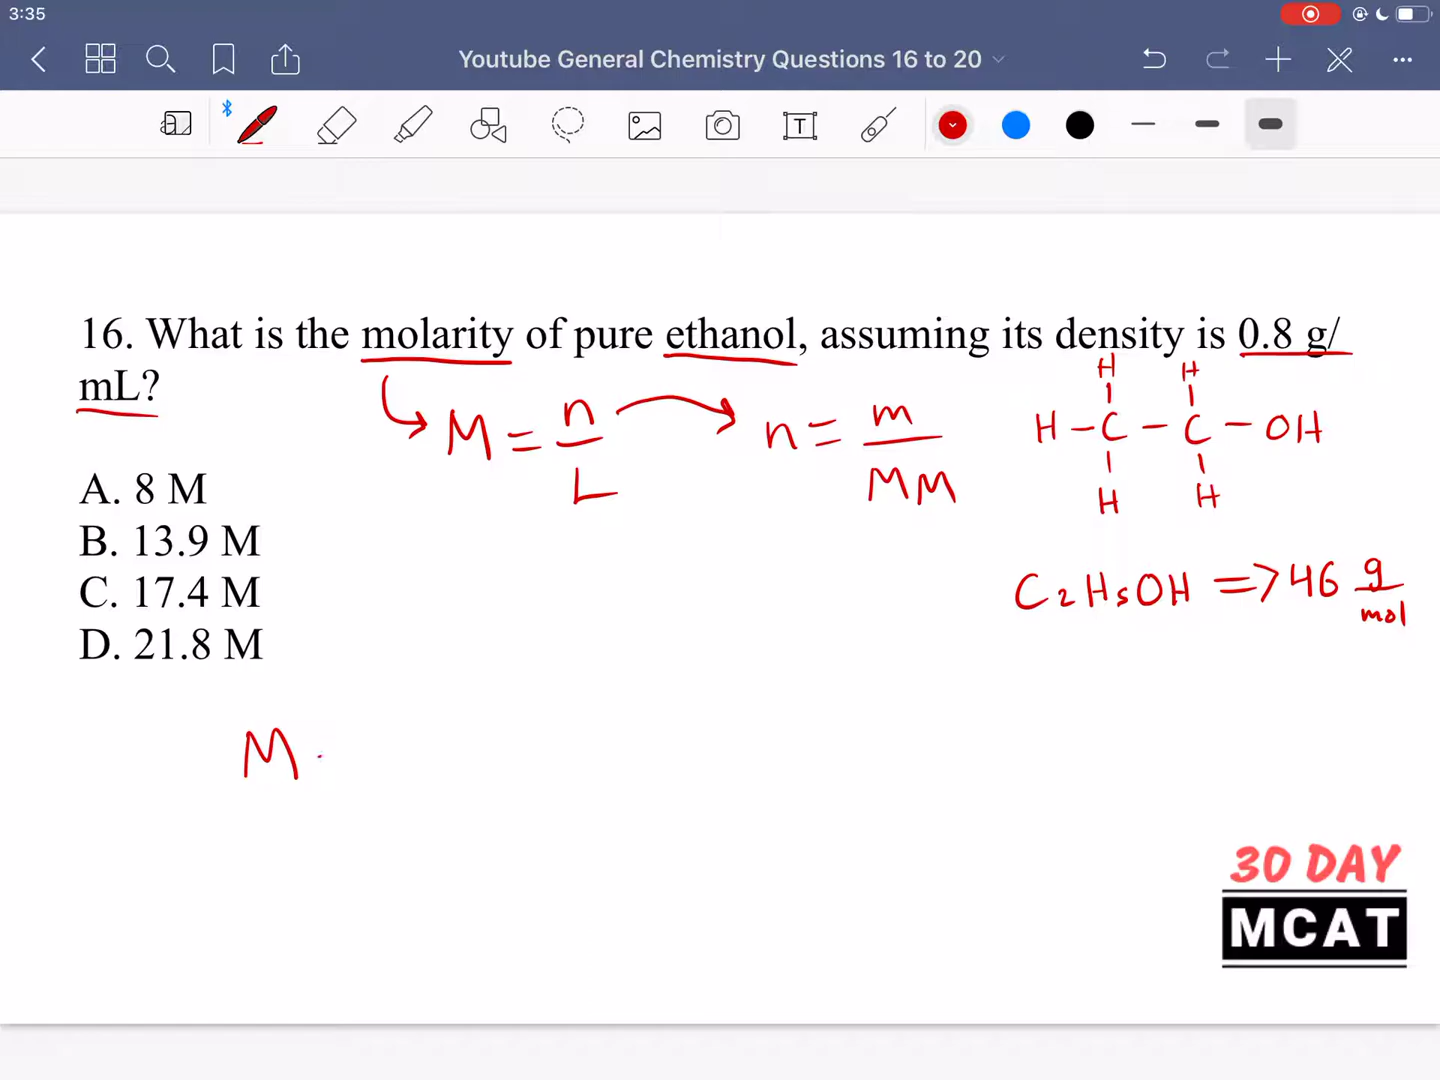 3:35
Youtube General Chemistry Questions 16 to 20
T
16. What is the molarity of pure ethanol, assuming its density is 0.8 g/
mL?
M = n/L
n = m/MM
H H
H - C - C - OH
H H
A. 8 M
B. 13.9 M
C. 17.4 M
D. 21.8 M
C₂H₅OH => 46 g/mol
M
30 DAY
MCAT